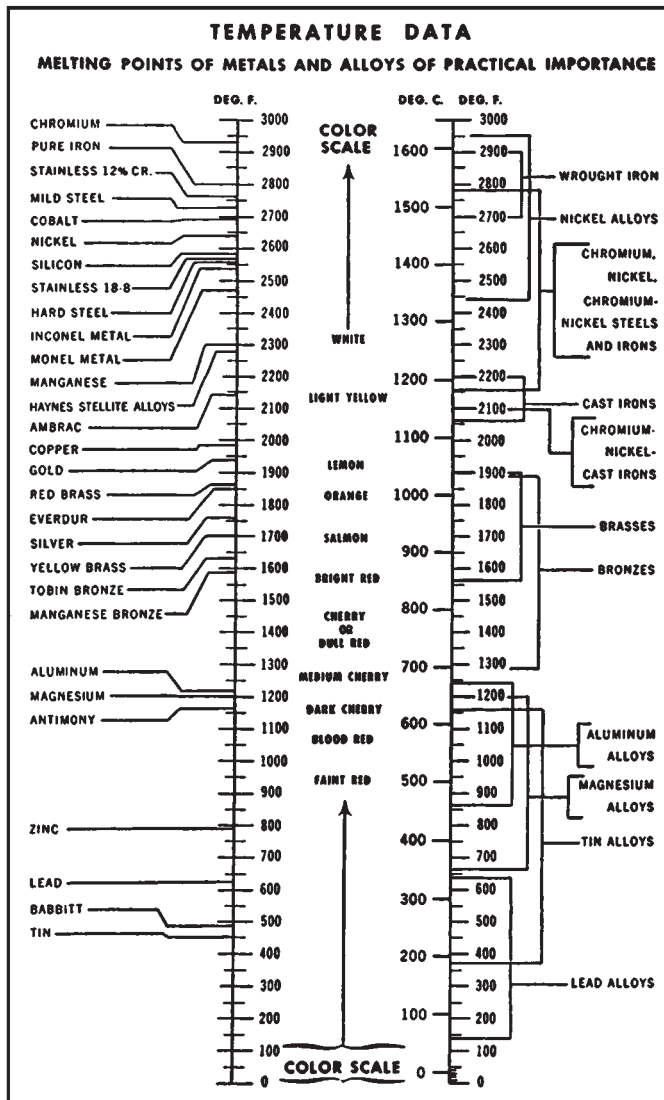 TEMPERATURE DATA
MELTING POINTS OF METALS AND ALLOYS OF PRACTICAL IMPORTANCE
DEG. F.
CHROMIUM
PURE IRON
STAINLESS 12% CR.
MILD STEEL
COBALT
NICKEL
SILICON
STAINLESS 18-8
HARD STEEL
INCONEL METAL
MONEL METAL
MANGANESE
HAYNES STELLITE ALLOYS
AMBRAC
COPPER
GOLD
RED BRASS
EVERDUR
SILVER
YELLOW BRASS
TOBIN BRONZE
MANGANESE BRONZE
ALUMINUM
MAGNESIUM
ANTIMONY
ZINC
LEAD
BABBITT
TIN
3000
2900
2800
2700
2600
2500
2400
2300
2200
2100
2000
1900
1800
1700
1600
1500
1400
1300
1200
1100
1000
900
800
700
600
500
400
300
200
100
0
COLOR
SCALE
WHITE
LIGHT YELLOW
LEMON
ORANGE
SALMON
BRIGHT RED
CHERRY
OR
DULL RED
MEDIUM CHERRY
DARK CHERRY
BLOOD RED
FAINT RED
COLOR SCALE
DEG. C.
1600
1500
1400
1300
1200
1100
1000
900
800
700
600
500
400
300
200
100
0
DEG. F.
3000
2900
2800
2700
2600
2500
2400
2300
2200
2100
2000
1900
1800
1700
1600
1500
1400
1300
1200
1100
1000
900
800
700
600
500
400
300
200
100
0
WROUGHT IRON
NICKEL ALLOYS
CHROMIUM,
NICKEL,
CHROMIUM-
NICKEL STEELS
AND IRONS
CAST IRONS
CHROMIUM-
NICKEL-
CAST IRONS
BRASSES
BRONZES
ALUMINUM
ALLOYS
MAGNESIUM
ALLOYS
TIN ALLOYS
LEAD ALLOYS